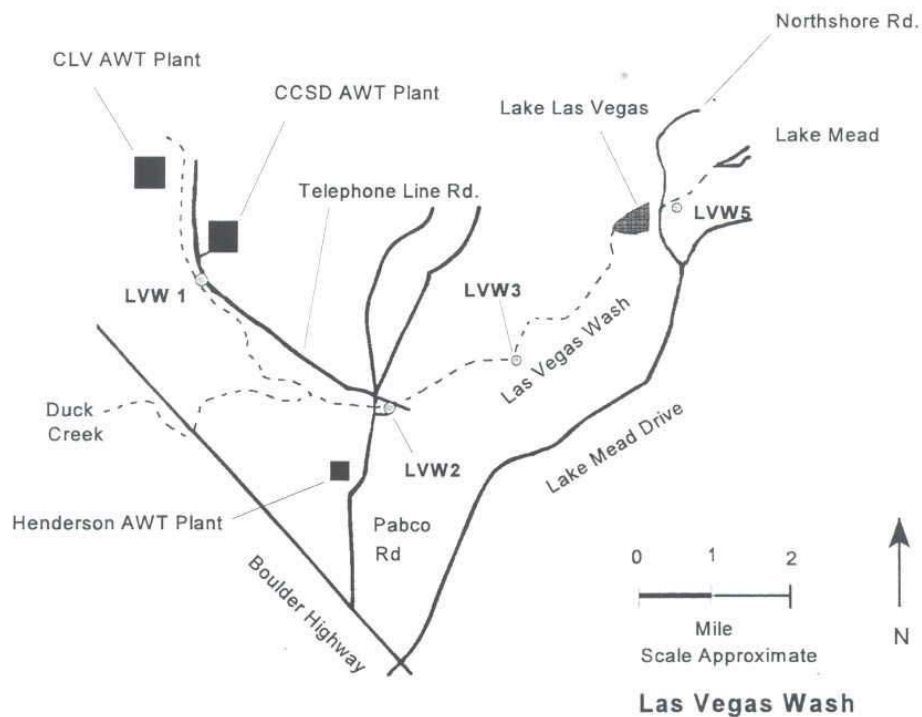 Northshore Rd.
CLV AWT Plant
CCSD AWT Plant
Lake Las Vegas
Lake Mead
Telephone Line Rd.
LVW5
LVW 1
LVW3
Las Vegas Wash
Duck
Creek
LVW2
Lake Mead Drive
Henderson AWT Plant
Pabco
Rd
Boulder Highway
0 1 2
Mile
Scale Approximate
N
Las Vegas Wash